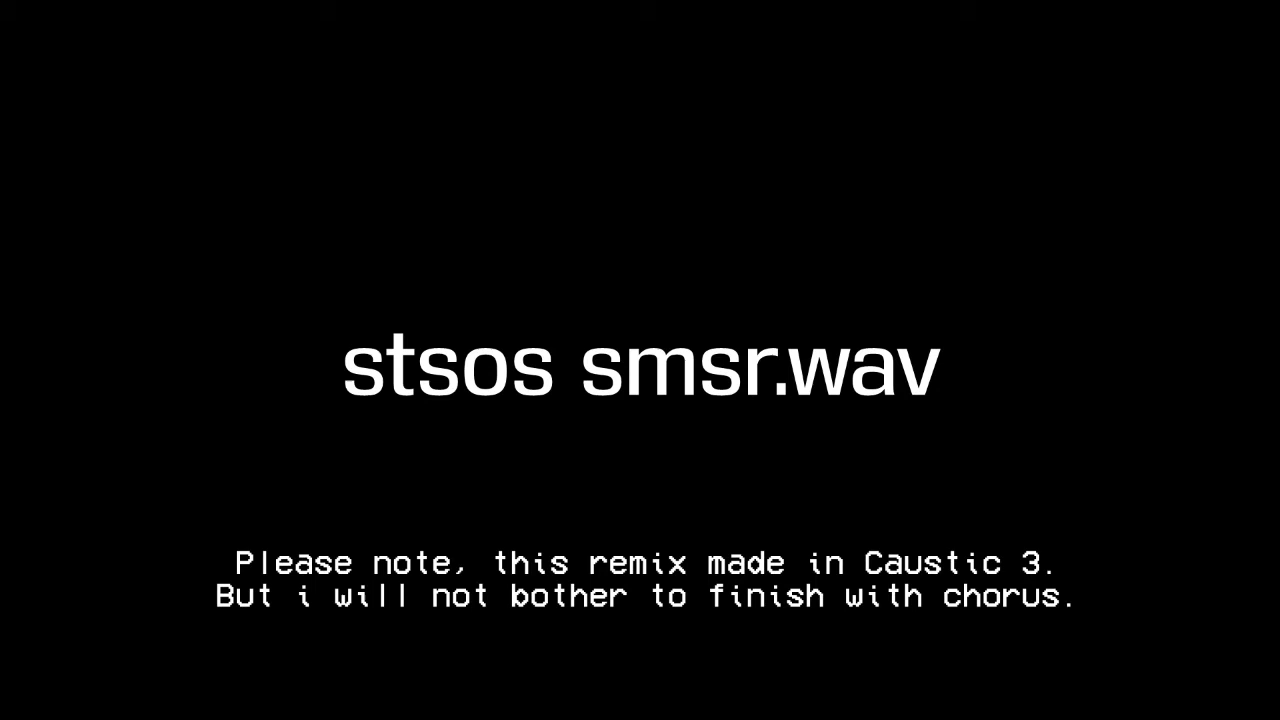 stsos smsr.wav
Please note, this remix made in Caustic 3.
But i will not bother to finish with chorus.